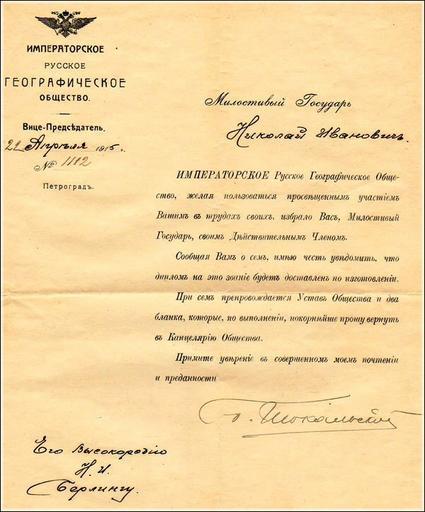 ИМПЕРАТОРСКОЕ
РУССКОЕ
ГЕОГРАФИЧЕСКОЕ
ОБЩЕСТВО.
Вице-Предсѣдатель.
22 Апрѣля 1915 г.
№ 1102
Петроградъ.
Милостивый Государь
Николай Ивановичъ.
ИМПЕРАТОРСКОЕ Русское Географическое Обще-
ство, желая пользоваться просвѣщеннымъ участіемъ
Вашимъ въ трудахъ своихъ, избрало Васъ, Милостивый
Государь, своимъ Дѣйствительнымъ Членомъ.
Сообщая Вамъ о семъ, имѣю честь увѣдомить, что
дипломъ на это званіе будетъ доставленъ по изготовленіи.
При семъ препровождается Уставъ Общества и два
бланка, которые, по выполненіи, покорнѣйше прошу вернуть
въ Канцелярію Общества.
Примите увѣреніе въ совершенномъ моемъ почтеніи
и преданности
Его Высокородію
Н. И.
Берлингу